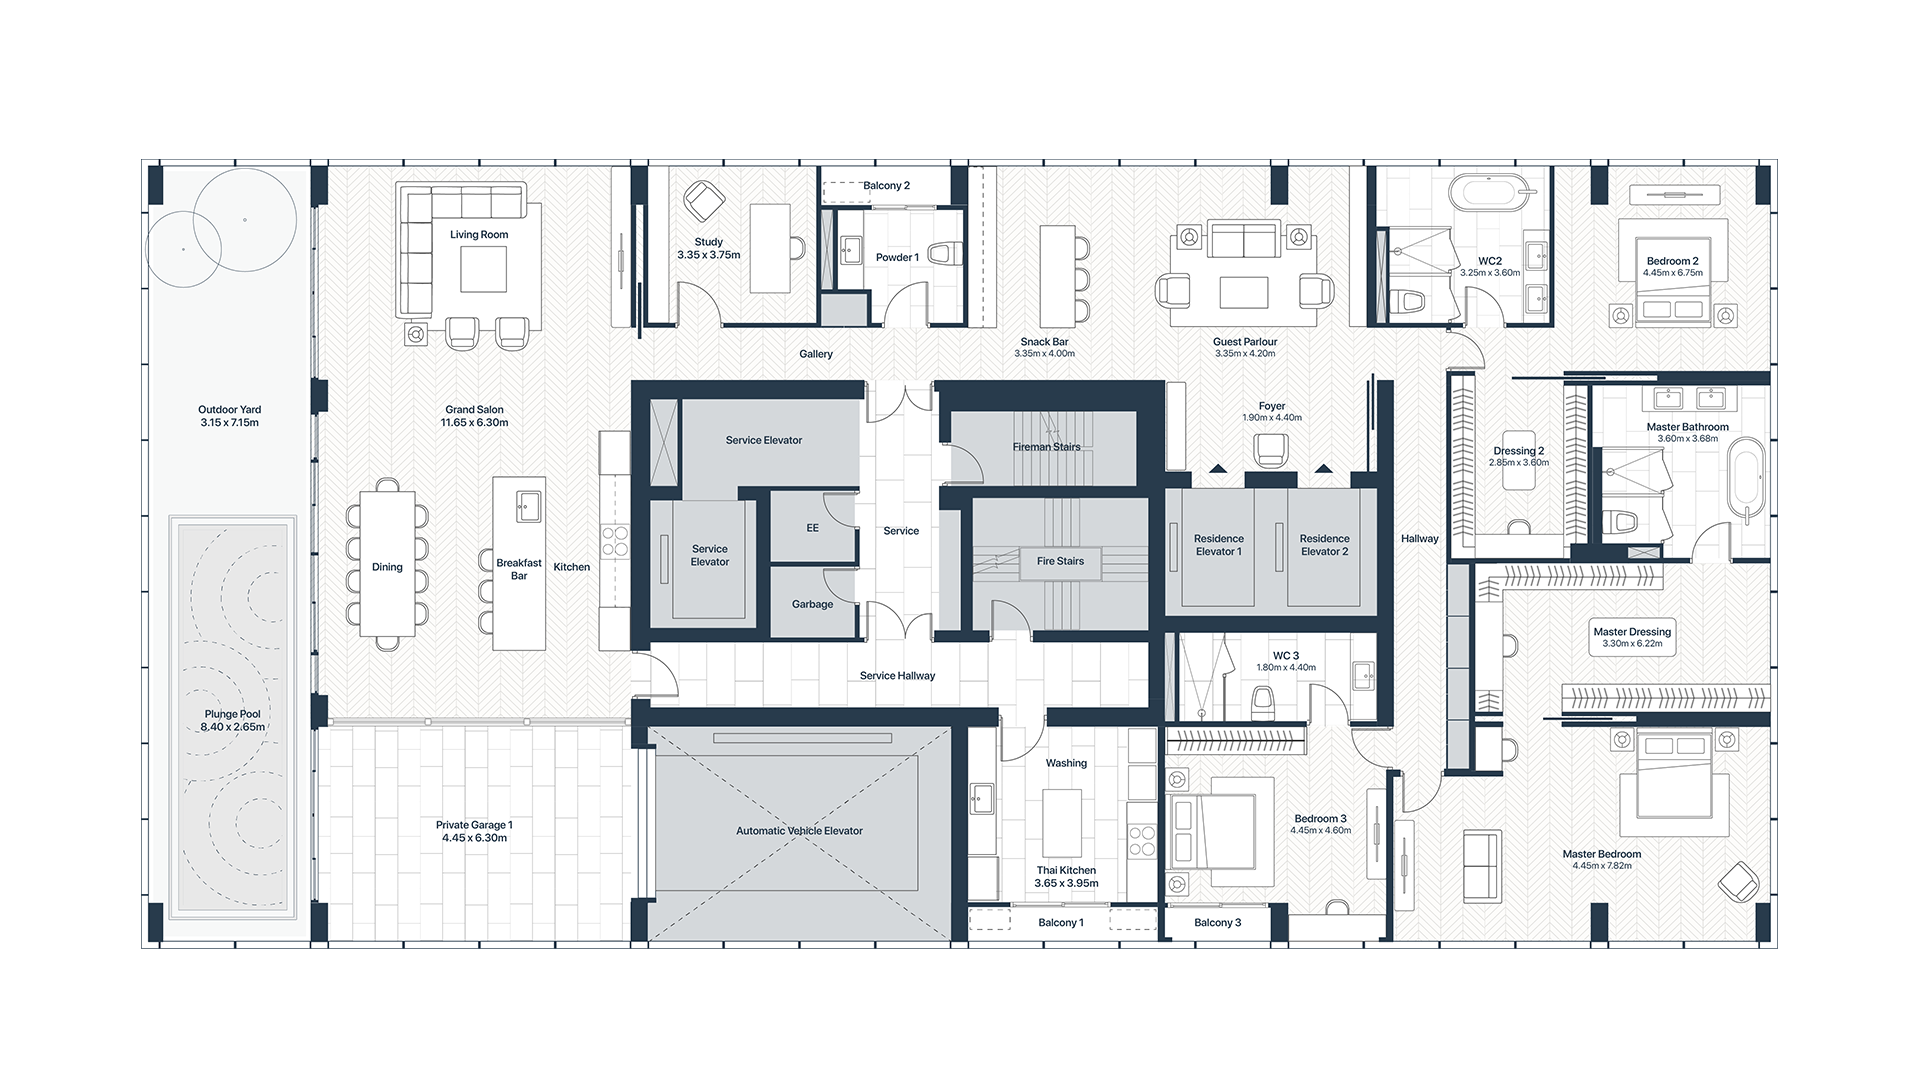 Balcony 2
Living Room
Study
3.35 x 3.75m
Powder 1
WC2
3.25m x 3.60m
Bedroom 2
4.45m x 6.75m
Gallery
Snack Bar
3.35m x 4.00m
Guest Parlour
3.35m x 4.20m
Outdoor Yard
3.15 x 7.15m
Grand Salon
11.65 x 6.30m
Service Elevator
Fireman Stairs
Foyer
1.90m x 4.40m
Dressing 2
2.85m x 3.60m
Master Bathroom
3.60m x 3.68m
Dining
Breakfast
Bar
Kitchen
Service
Elevator
EE
Garbage
Service
Fire Stairs
Residence
Elevator 1
Residence
Elevator 2
Hallway
Master Dressing
3.30m x 6.22m
Service Hallway
WC 3
1.80m x 4.40m
Plunge Pool
8.40 x 2.65m
Private Garage 1
4.45 x 6.30m
Automatic Vehicle Elevator
Washing
Thai Kitchen
3.65 x 3.95m
Bedroom 3
4.45m x 4.60m
Master Bedroom
4.45m x 7.82m
Balcony 1
Balcony 3